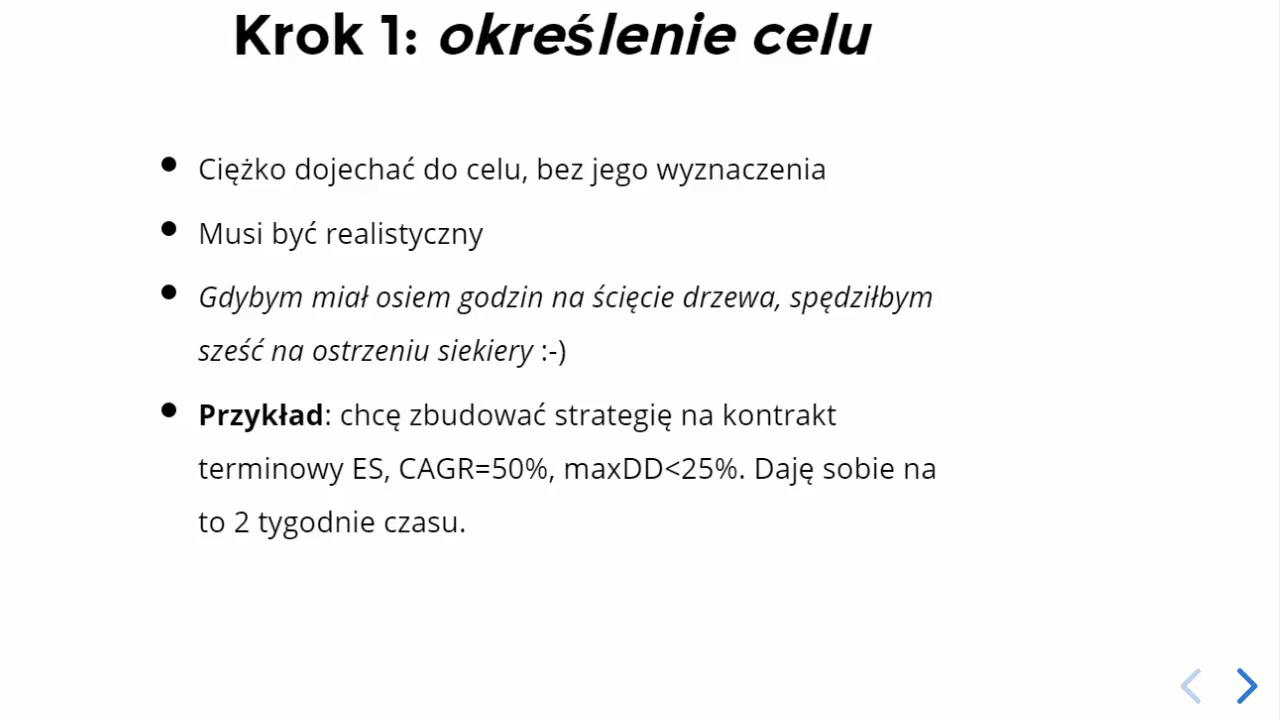 Krok 1: określenie celu
Ciężko dojechać do celu, bez jego wyznaczenia
Musi być realistyczny
Gdybym miał osiem godzin na ścięcie drzewa, spędziłbym
sześć na ostrzeniu siekiery :-)
Przykład: chcę zbudować strategię na kontrakt
terminowy ES, CAGR=50%, maxDD<25%. Daję sobie na
to 2 tygodnie czasu.